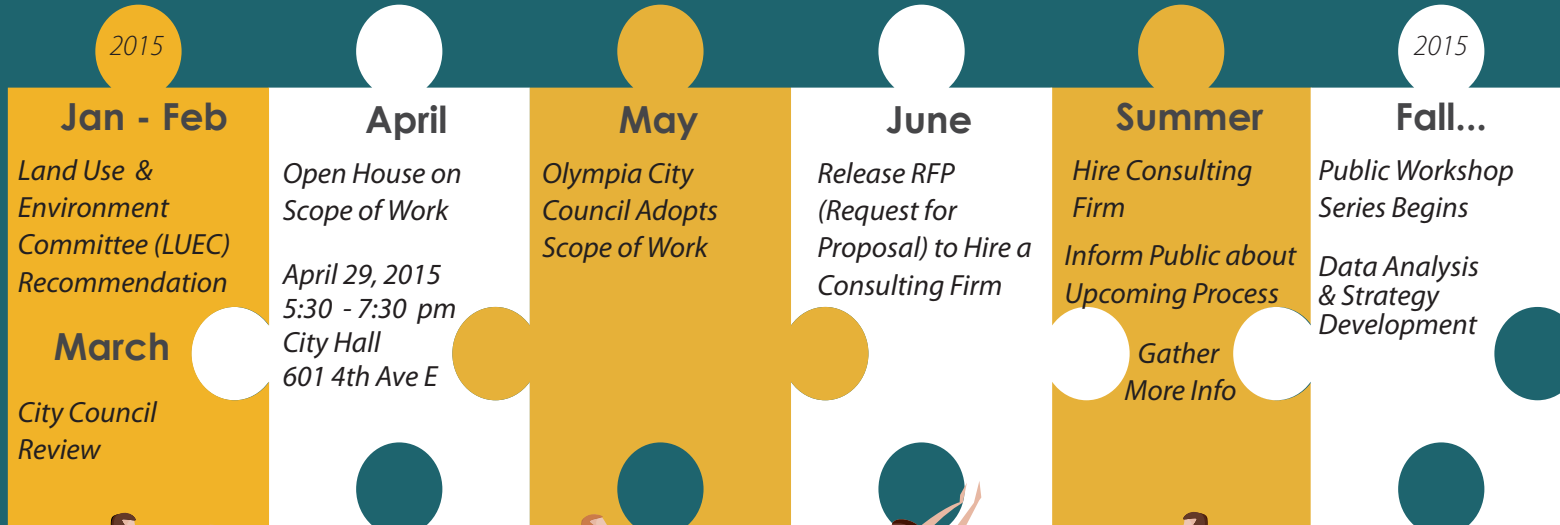 2015
Jan - Feb
Land Use &
Environment
Committee (LUEC)
Recommendation
March
City Council
Review
April
Open House on
Scope of Work
April 29, 2015
5:30 - 7:30 pm
City Hall
601 4th Ave E
May
Olympia City
Council Adopts
Scope of Work
June
Release RFP
(Request for
Proposal) to Hire a
Consulting Firm
Summer
Hire Consulting
Firm
Inform Public about
Upcoming Process
Gather
More Info
2015
Fall...
Public Workshop
Series Begins
Data Analysis
& Strategy
Development